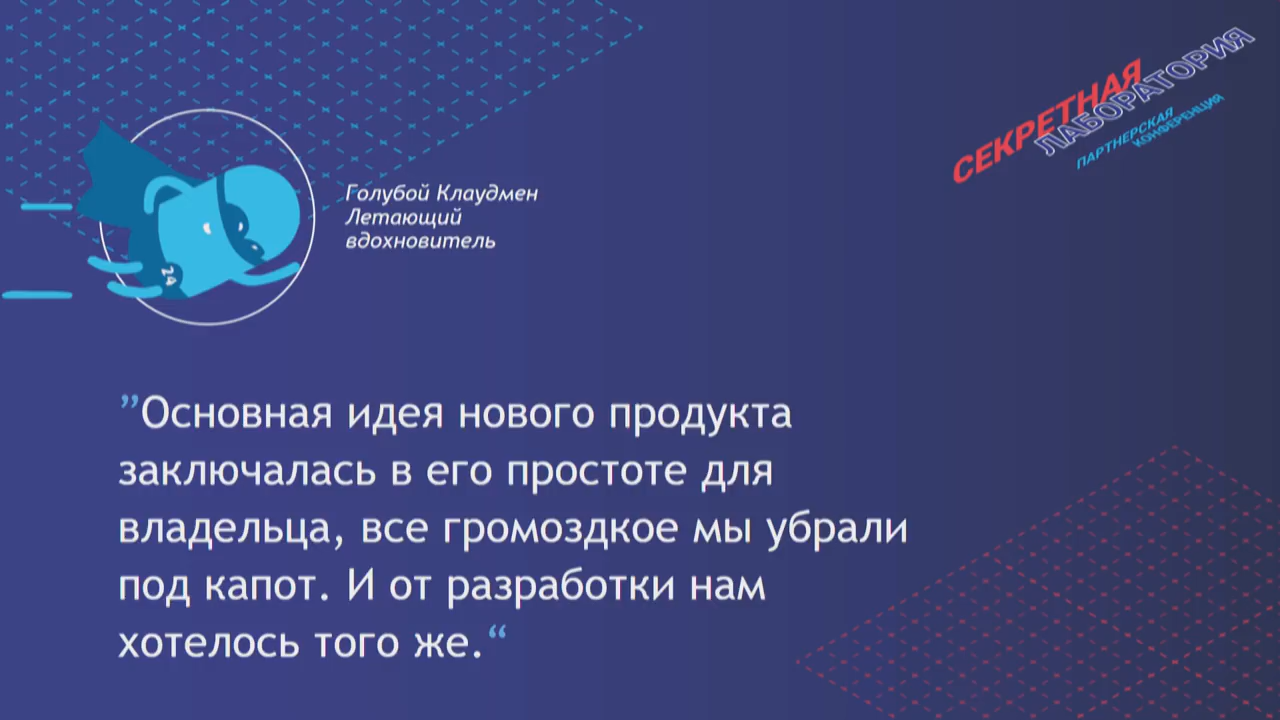 СЕКРЕТНАЯ
ЛАБОРАТОРИЯ
ПАРТНЕРСКАЯ
КОНФЕРЕНЦИЯ
Голубой Клаудмен
Летающий
вдохновитель
24
”Основная идея нового продукта
заключалась в его простоте для
владельца, все громоздкое мы убрали
под капот. И от разработки нам
хотелось того же.“